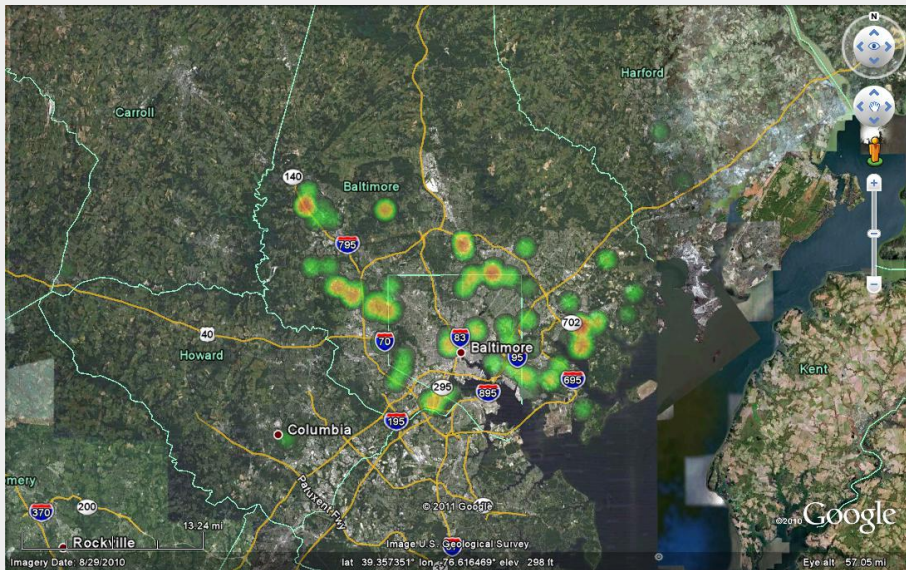 N
Harford
Carroll
140
Baltimore
795
702
40
70
83
Baltimore
95
Howard
Kent
695
295
895
195
Columbia
Patuxent Fwy
emery
© 2011 Google
200
370
13.24 mi
©2010 Google
Rockville
Image U.S. Geological Survey
Imagery Date: 8/29/2010
lat 39.357351° lon -76.616469° elev 298 ft
Eye alt 57.05 mi